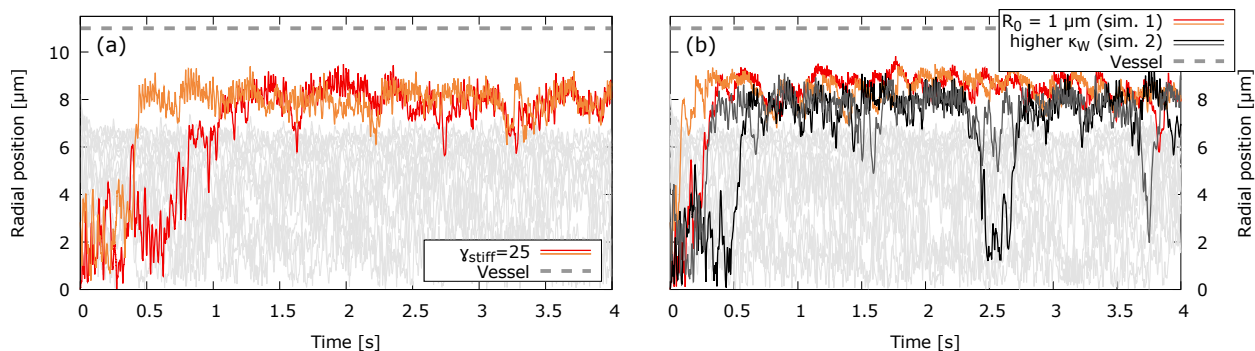 (a)
Radial position [μm]
10
8
6
4
2
0
0
0.5
1
1.5
2
2.5
3
3.5
4
Time [s]
γstiff=25
Vessel
(b)
R0 = 1 μm (sim. 1)
higher κW (sim. 2)
Vessel
8
6
4
2
0
Radial position [μm]
0
0.5
1
1.5
2
2.5
3
3.5
4
Time [s]